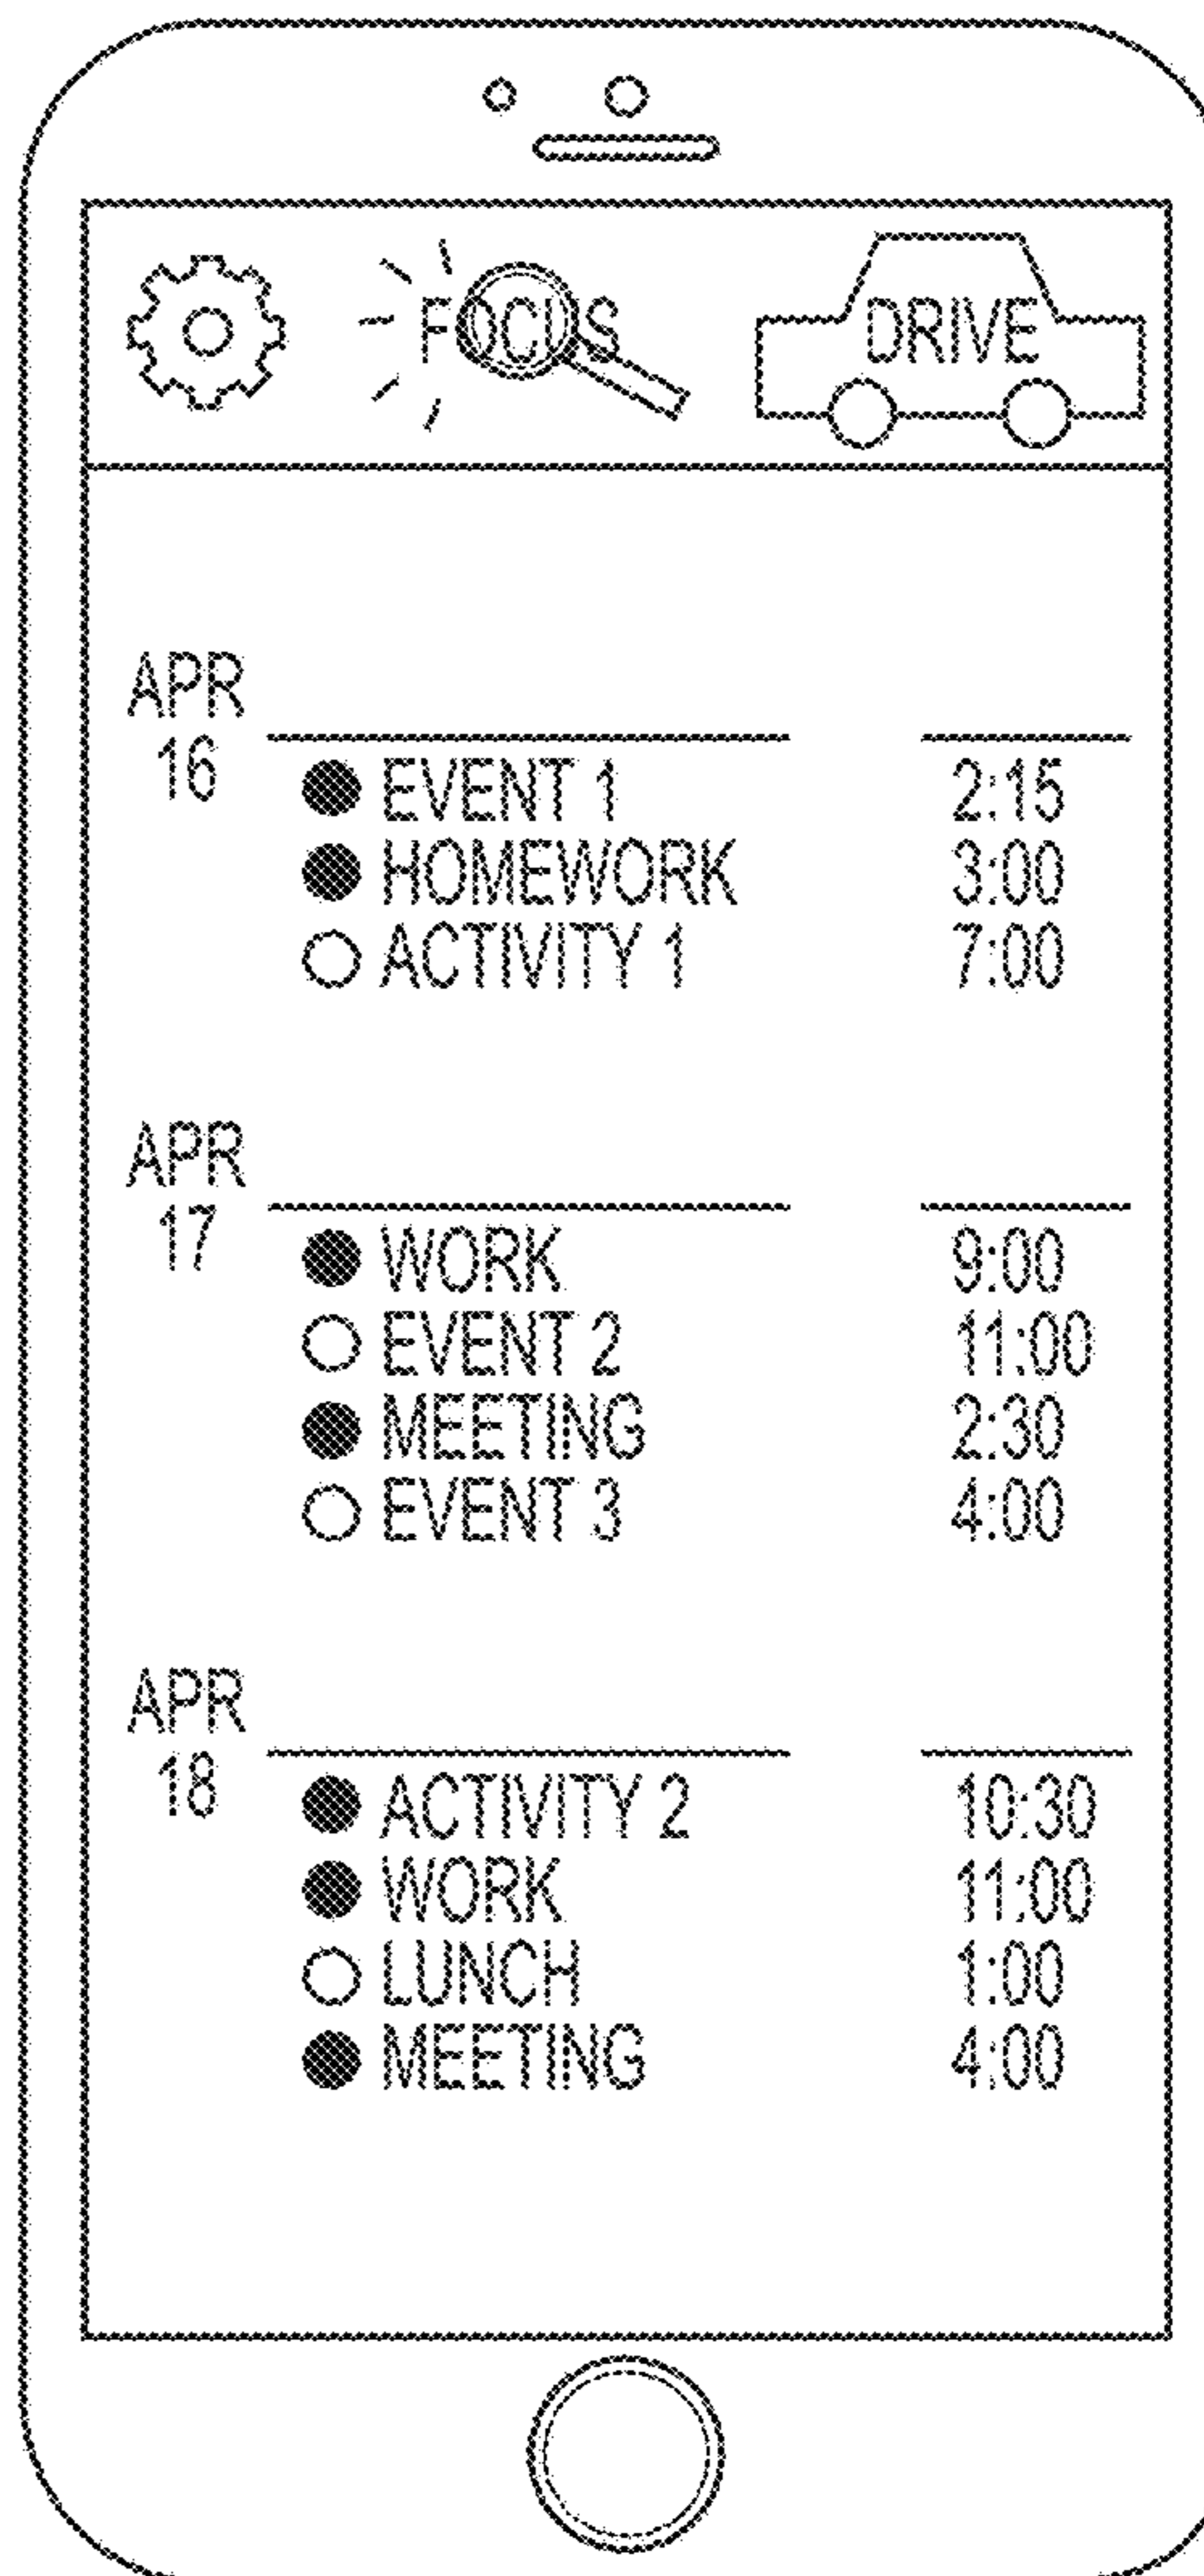 FOCUS DRIVE
APR
16
EVENT 1 2:15
HOMEWORK 3:00
ACTIVITY 1 7:00
APR
17
WORK 9:00
EVENT 2 11:00
MEETING 2:30
EVENT 3 4:00
APR
18
ACTIVITY 2 10:30
WORK 11:00
LUNCH 1:00
MEETING 4:00